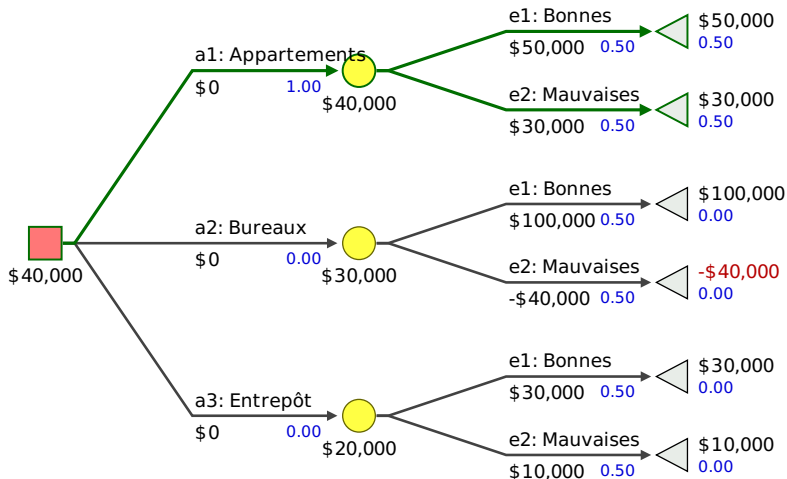 e1: Bonnes
$50,000 0.50
$50,000
0.50
a1: Appartements
$0 1.00
$40,000
e2: Mauvaises
$30,000 0.50
$30,000
0.50
e1: Bonnes
$100,000 0.50
$100,000
0.00
a2: Bureaux
$0 0.00
$30,000
$40,000
e2: Mauvaises
-$40,000 0.50
-$40,000
0.00
e1: Bonnes
$30,000 0.50
$30,000
0.00
a3: Entrepôt
$0 0.00
$20,000
e2: Mauvaises
$10,000 0.50
$10,000
0.00